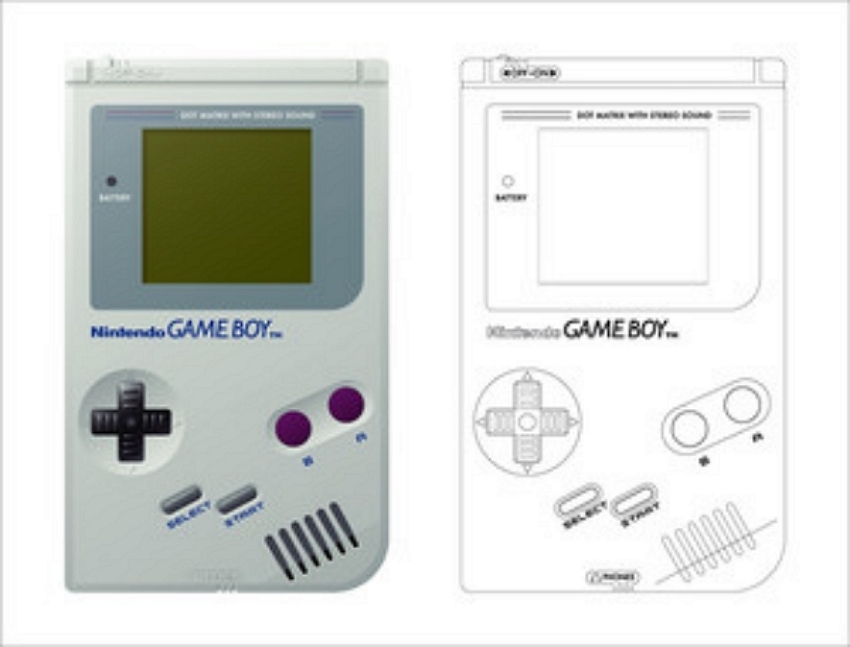 DOT MATRIX WITH STEREO SOUND
BATTERY
Nintendo GAME BOY TM
B
A
SELECT
START
OFF-ON
DOT MATRIX WITH STEREO SOUND
BATTERY
Nintendo GAME BOY TM
B
A
SELECT
START
PHONES